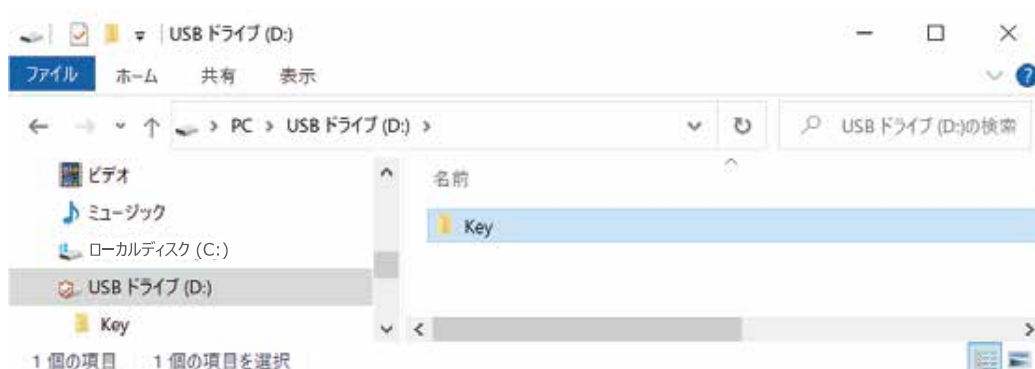 USB ドライブ (D:)
ファイル ホーム 共有 表示
PC > USB ドライブ (D:) >
USB ドライブ (D:)の検索
ビデオ
ミュージック
ローカルディスク (C:)
USB ドライブ (D:)
Key
名前
Key
1 個の項目 1 個の項目を選択